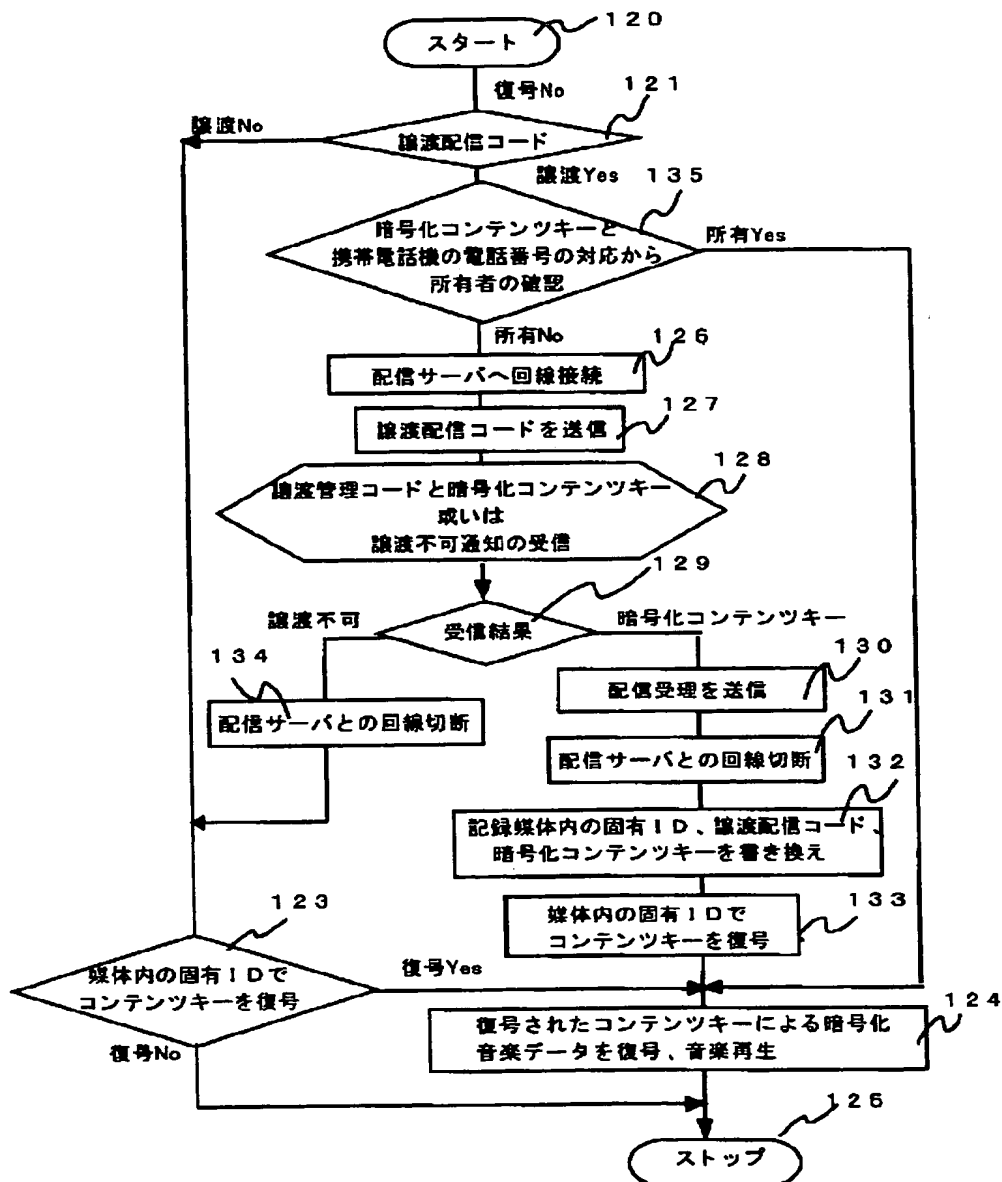 120
スタート
復号No
121
譲渡No
譲渡配信コード
譲渡Yes
135
暗号化コンテンツキーと
携帯電話機の電話番号の対応から
所有者の確認
所有Yes
所有No
126
配信サーバへ回線接続
127
譲渡配信コードを送信
128
譲渡管理コードと暗号化コンテンツキー
或いは
譲渡不可通知の受信
129
譲渡不可
受信結果
暗号化コンテンツキー
134
130
配信受理を送信
配信サーバとの回線切断
131
配信サーバとの回線切断
132
記録媒体内の固有ID、譲渡配信コード、
暗号化コンテンツキーを書き換え
123
133
媒体内の固有IDで
コンテンツキーを復号
媒体内の固有IDで
コンテンツキーを復号
復号Yes
124
復号されたコンテンツキーによる暗号化
音楽データを復号、音楽再生
復号No
125
ストップ